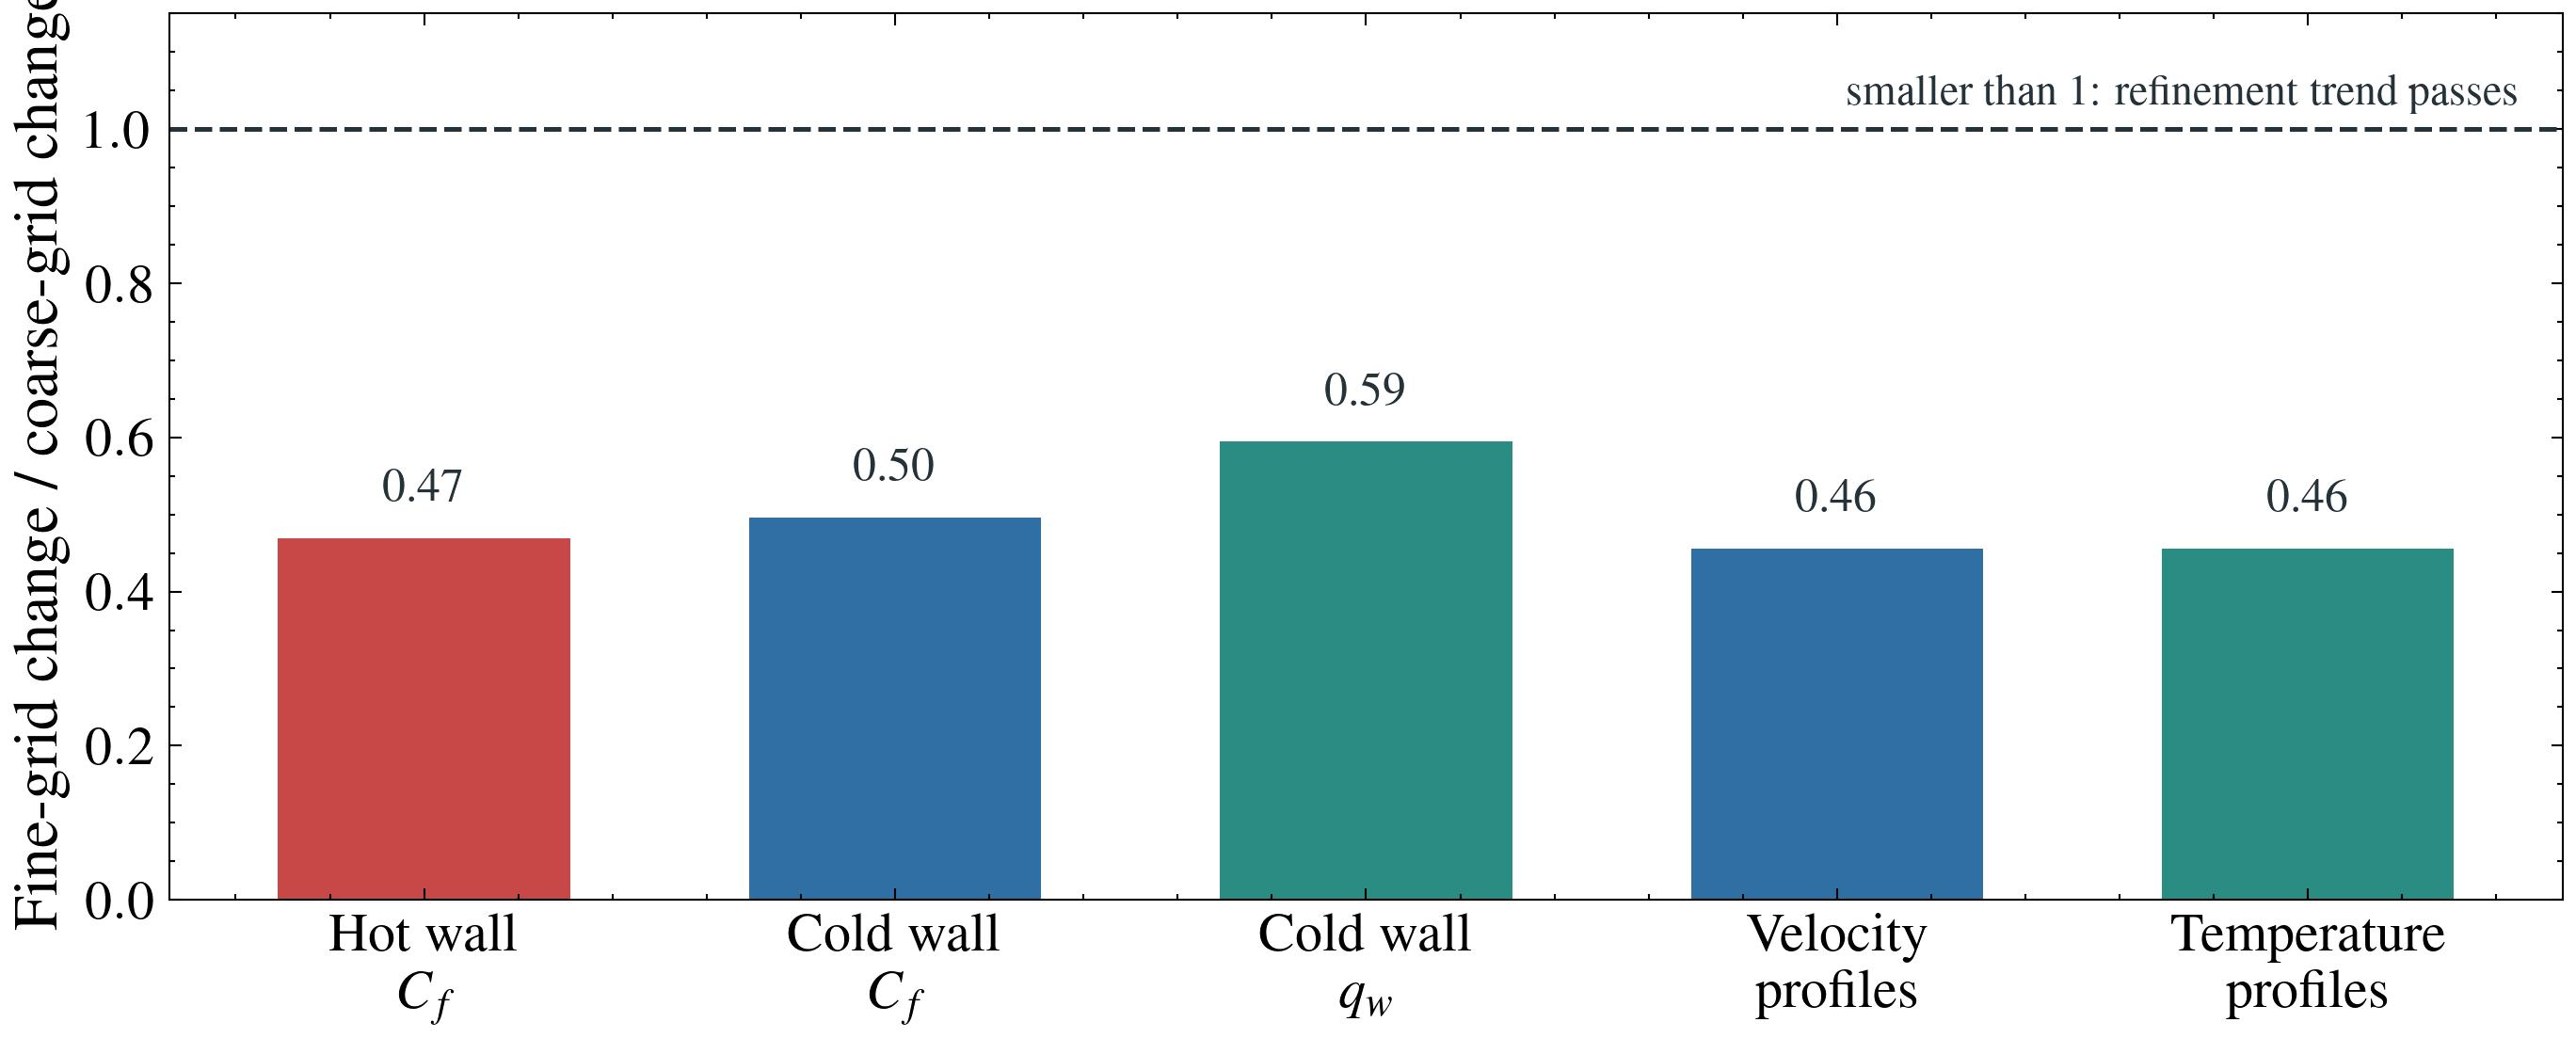 Fine-grid change / coarse-grid change
smaller than 1: refinement trend passes
1.0
0.8
0.6
0.4
0.2
0.0
0.47
0.50
0.59
0.46
0.46
Hot wall
C_f
Cold wall
C_f
Cold wall
q_w
Velocity
profiles
Temperature
profiles